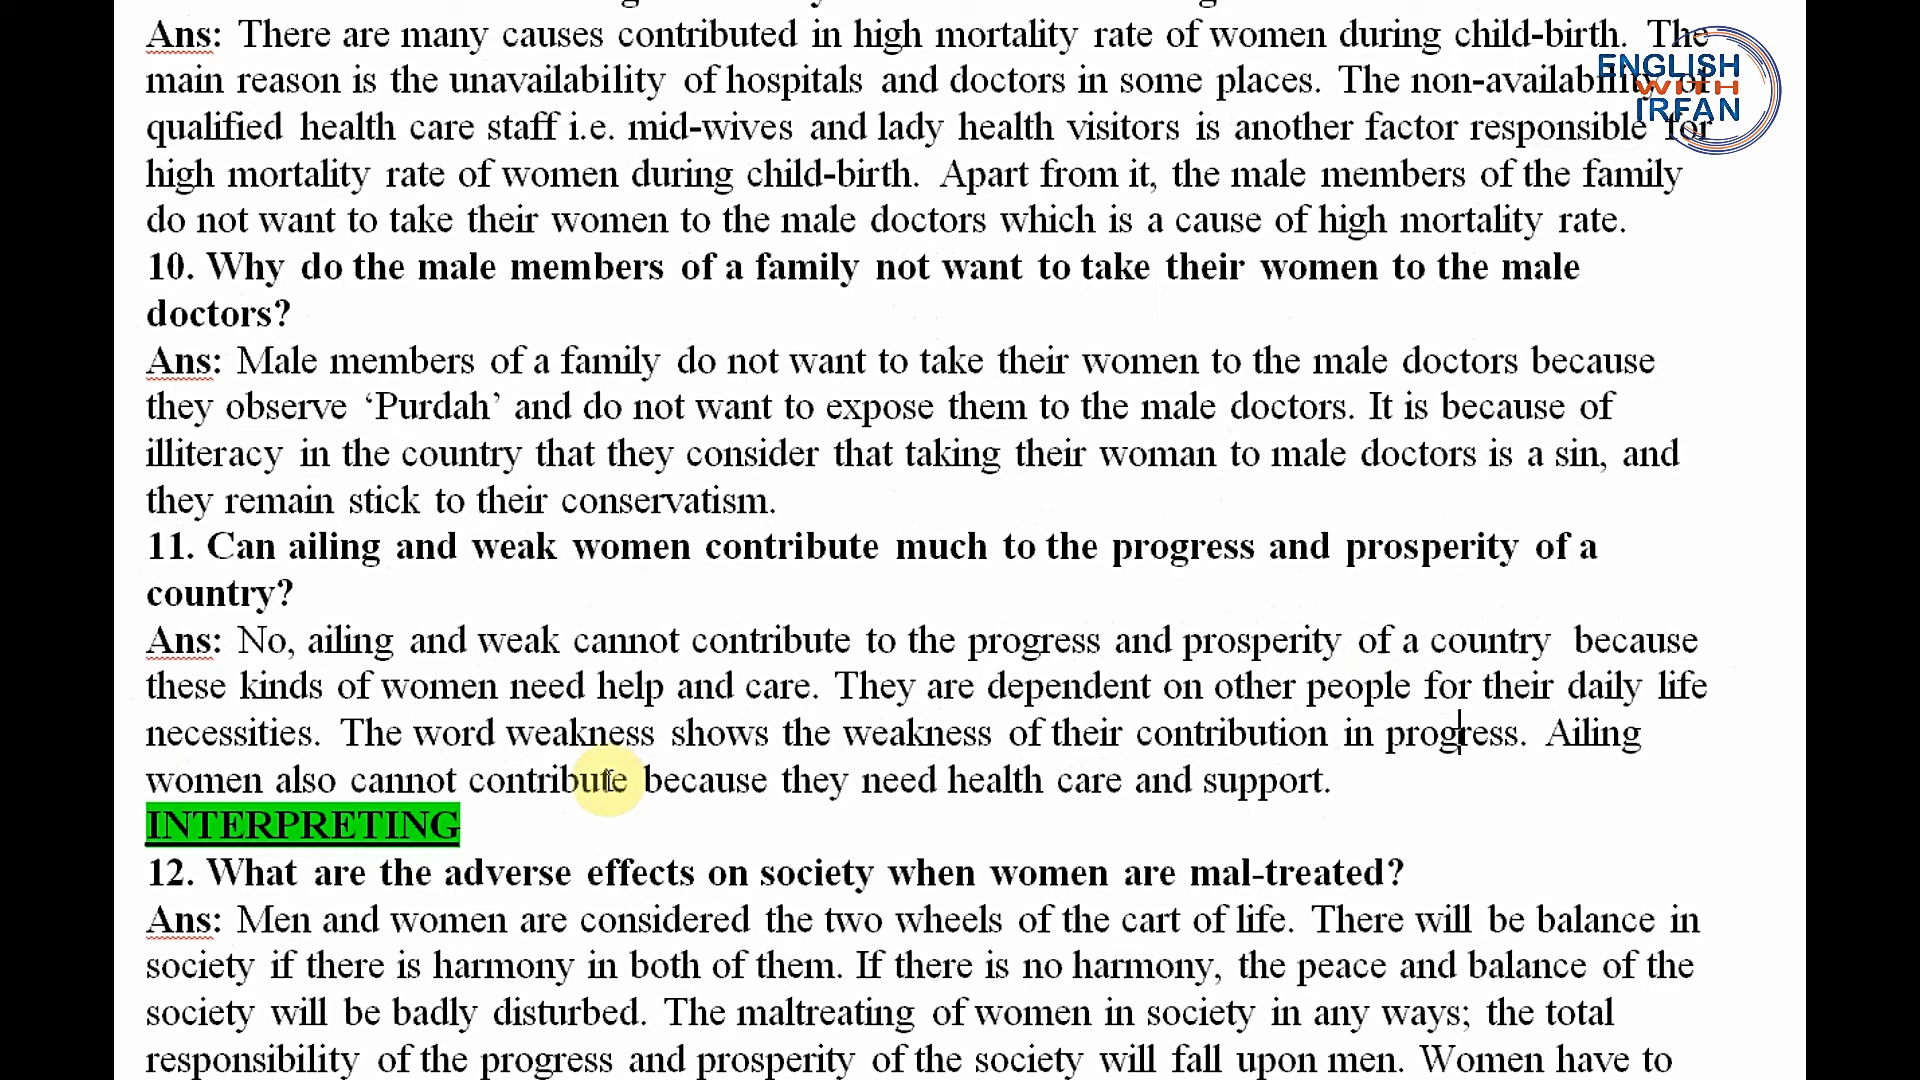 Ans: There are many causes contributed in high mortality rate of women during child-birth. The
main reason is the unavailability of hospitals and doctors in some places. The non-availability of
qualified health care staff i.e. mid-wives and lady health visitors is another factor responsible for
high mortality rate of women during child-birth. Apart from it, the male members of the family
do not want to take their women to the male doctors which is a cause of high mortality rate.
10. Why do the male members of a family not want to take their women to the male
doctors?
Ans: Male members of a family do not want to take their women to the male doctors because
they observe ‘Purdah’ and do not want to expose them to the male doctors. It is because of
illiteracy in the country that they consider that taking their woman to male doctors is a sin, and
they remain stick to their conservatism.
11. Can ailing and weak women contribute much to the progress and prosperity of a
country?
Ans: No, ailing and weak cannot contribute to the progress and prosperity of a country because
these kinds of women need help and care. They are dependent on other people for their daily life
necessities. The word weakness shows the weakness of their contribution in progress. Ailing
women also cannot contribute because they need health care and support.
INTERPRETING
12. What are the adverse effects on society when women are mal-treated?
Ans: Men and women are considered the two wheels of the cart of life. There will be balance in
society if there is harmony in both of them. If there is no harmony, the peace and balance of the
society will be badly disturbed. The maltreating of women in society in any ways; the total
responsibility of the progress and prosperity of the society will fall upon men. Women have to
ENGLISH
WITH
IRFAN